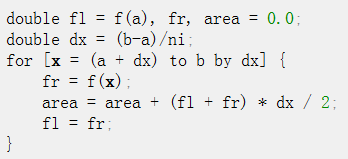 double fl = f(a), fr, area = 0.0;
double dx = (b-a)/ni;
for [x = (a + dx) to b by dx] {
    fr = f(x);
    area = area + (fl + fr) * dx / 2;
    fl = fr;
}